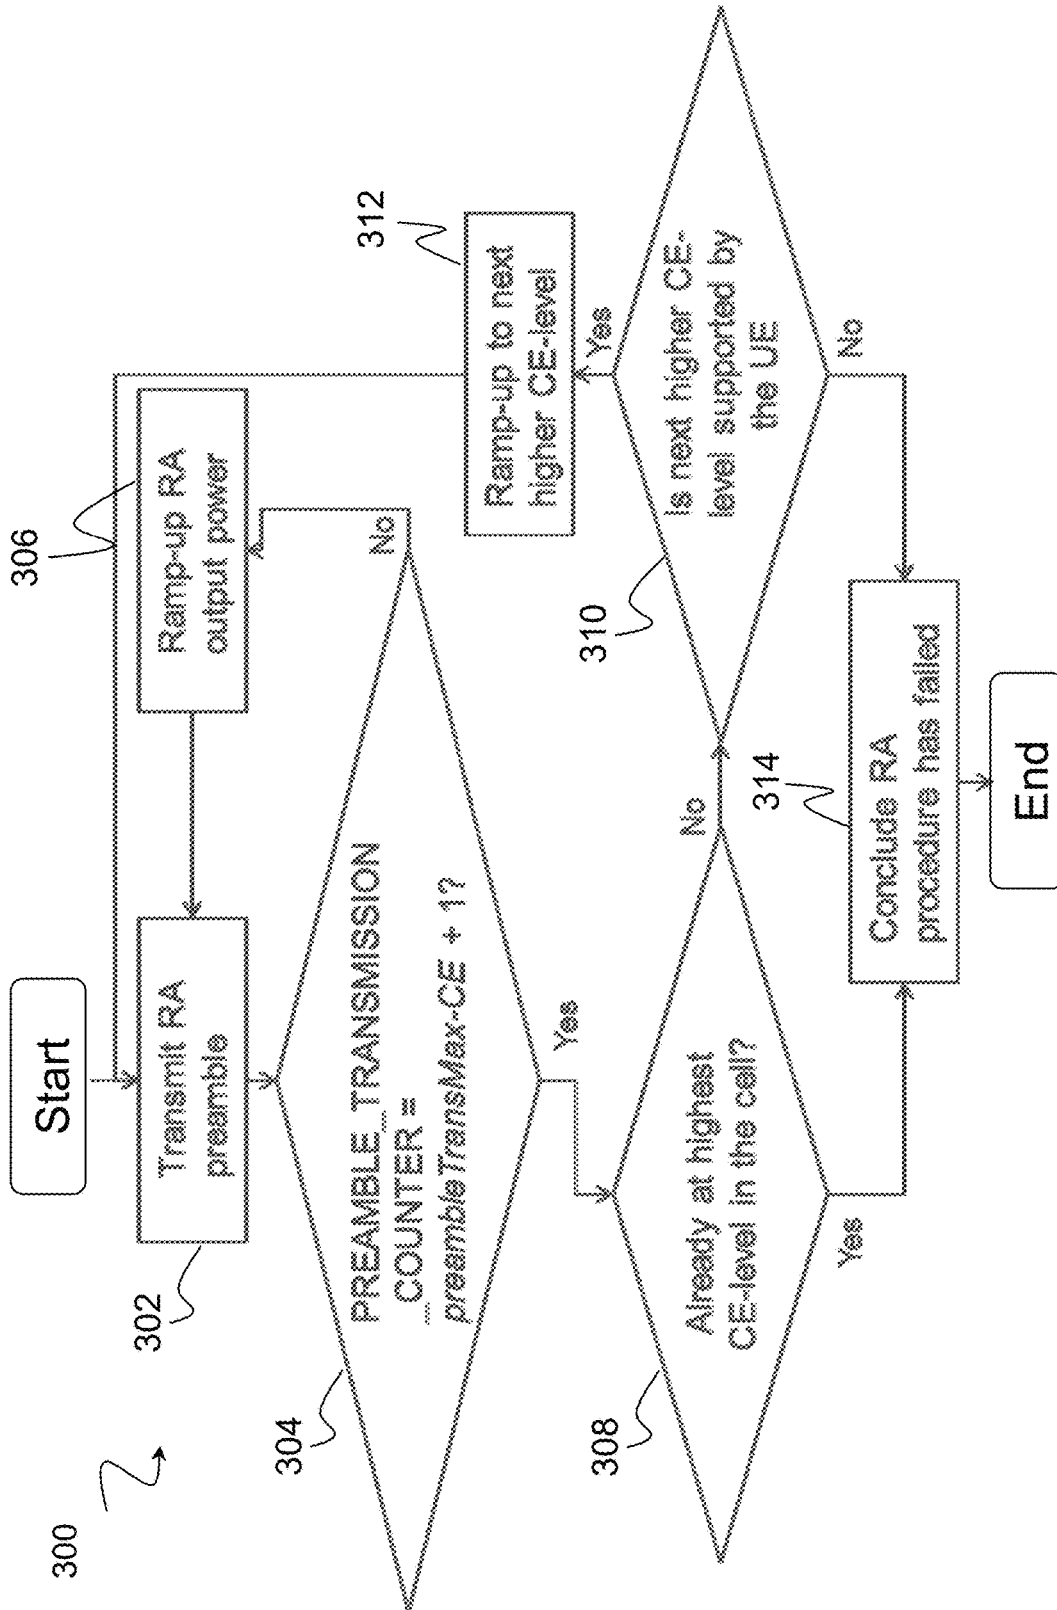 300
Start
302
Transmit RA
preamble
306
Ramp-up RA
output power
304
PREAMBLE_TRANSMISSION
_COUNTER =
preambleTransMax-CE + 1?
No
Yes
308
Already at highest
CE-level in the cell?
No
Yes
310
Is next higher CE-
level supported by
the UE
Yes
No
312
Ramp-up to next
higher CE-level
314
Conclude RA
procedure has failed
End